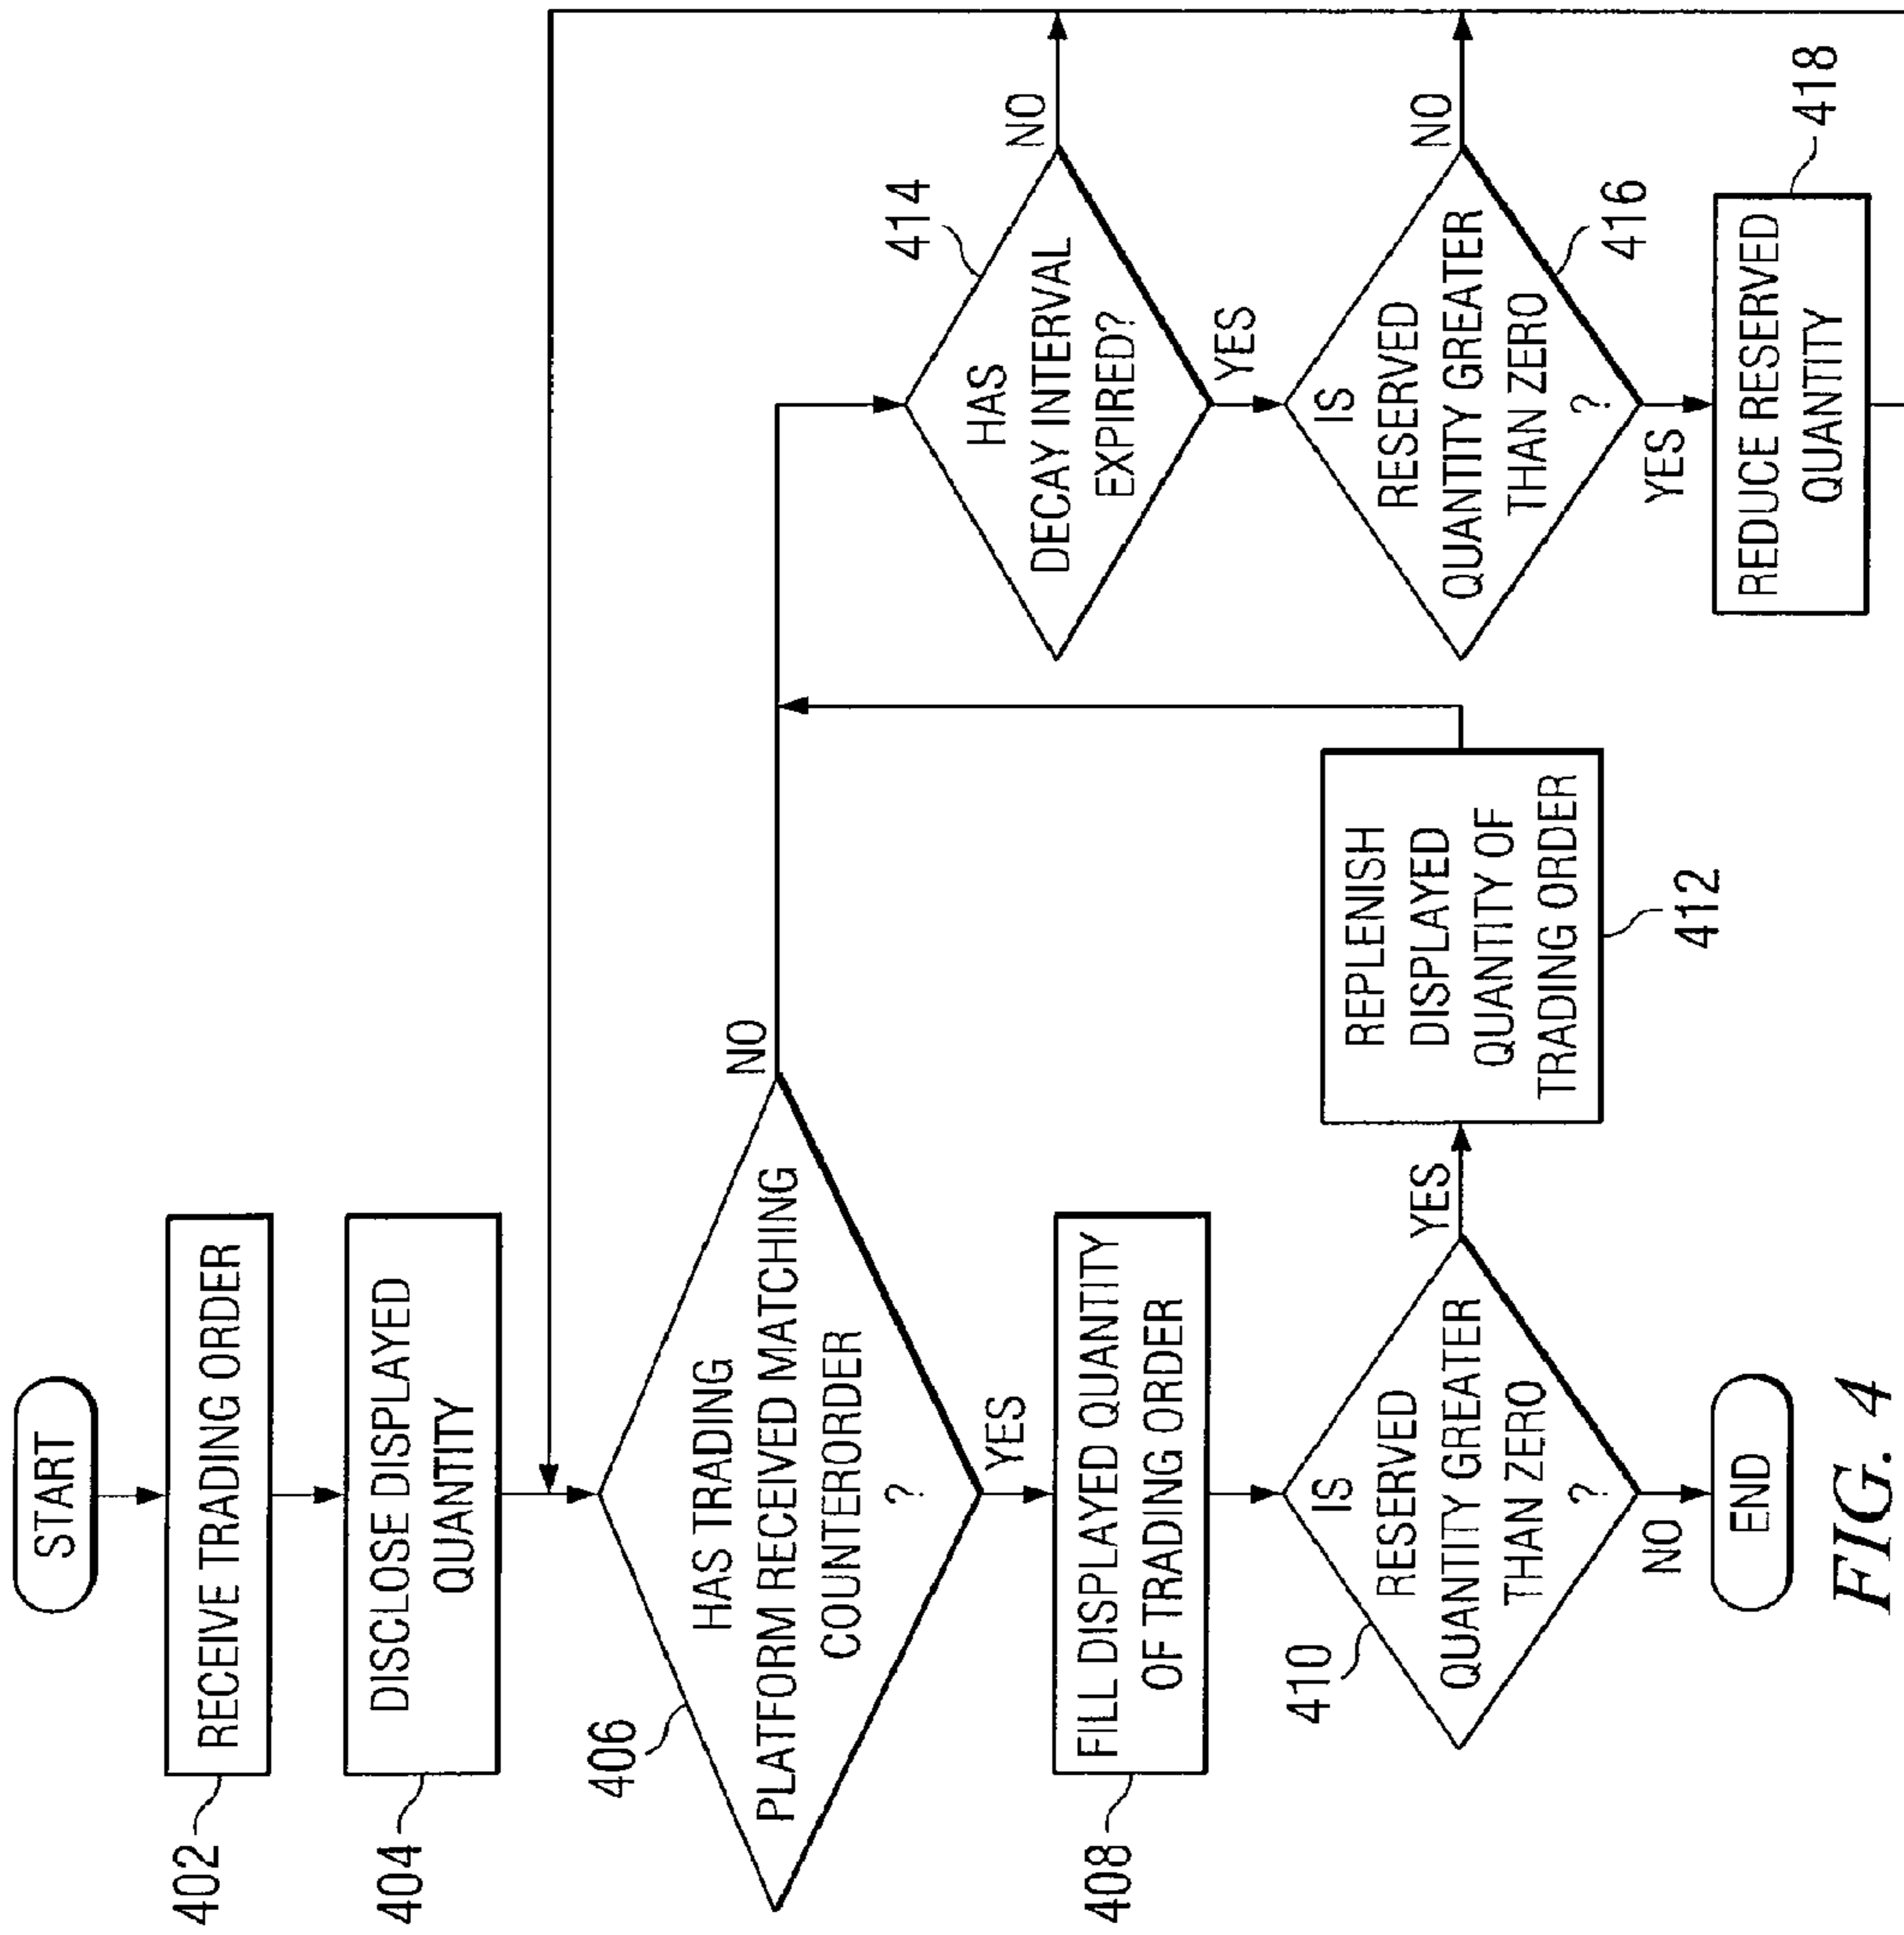 START
402
RECEIVE TRADING ORDER
404
DISCLOSE DISPLAYED
QUANTITY
406
HAS TRADING
PLATFORM RECEIVED MATCHING
COUNTERORDER
?
NO
YES
408
FILL DISPLAYED QUANTITY
OF TRADING ORDER
410
IS
RESERVED
QUANTITY GREATER
THAN ZERO
?
YES
NO
END
REPLENISH
DISPLAYED
QUANTITY OF
TRADING ORDER
412
414
HAS
DECAY INTERVAL
EXPIRED?
NO
YES
IS
RESERVED
QUANTITY GREATER
THAN ZERO
?
416
NO
YES
418
REDUCE RESERVED
QUANTITY
FIG. 4